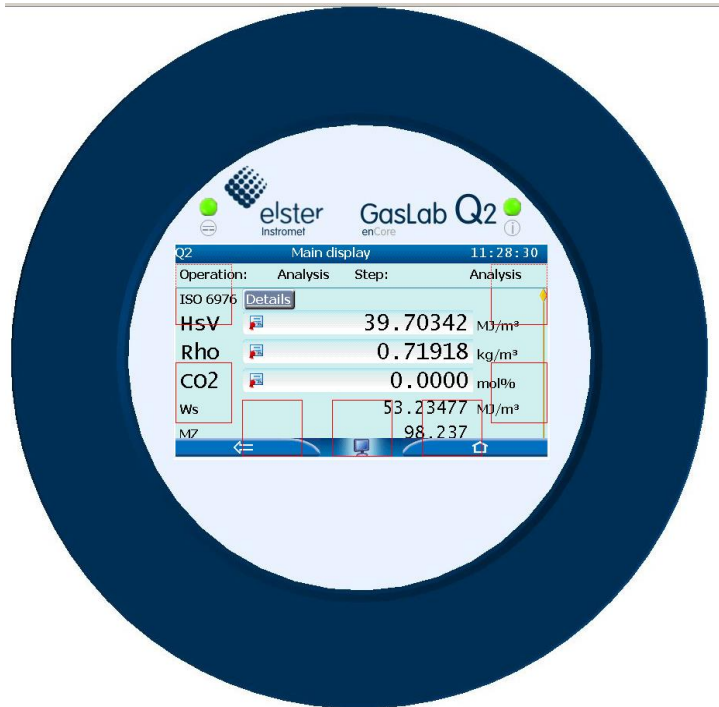 elster
Instromet
GasLab Q2
enCore
Q2 Main display 11:28:30
Operation: Analysis Step: Analysis
ISO 6976 Details
HsV 39.70342 MJ/m³
Rho 0.71918 kg/m³
CO2 0.0000 mol%
Ws 53.23477 MJ/m³
MZ 98.237